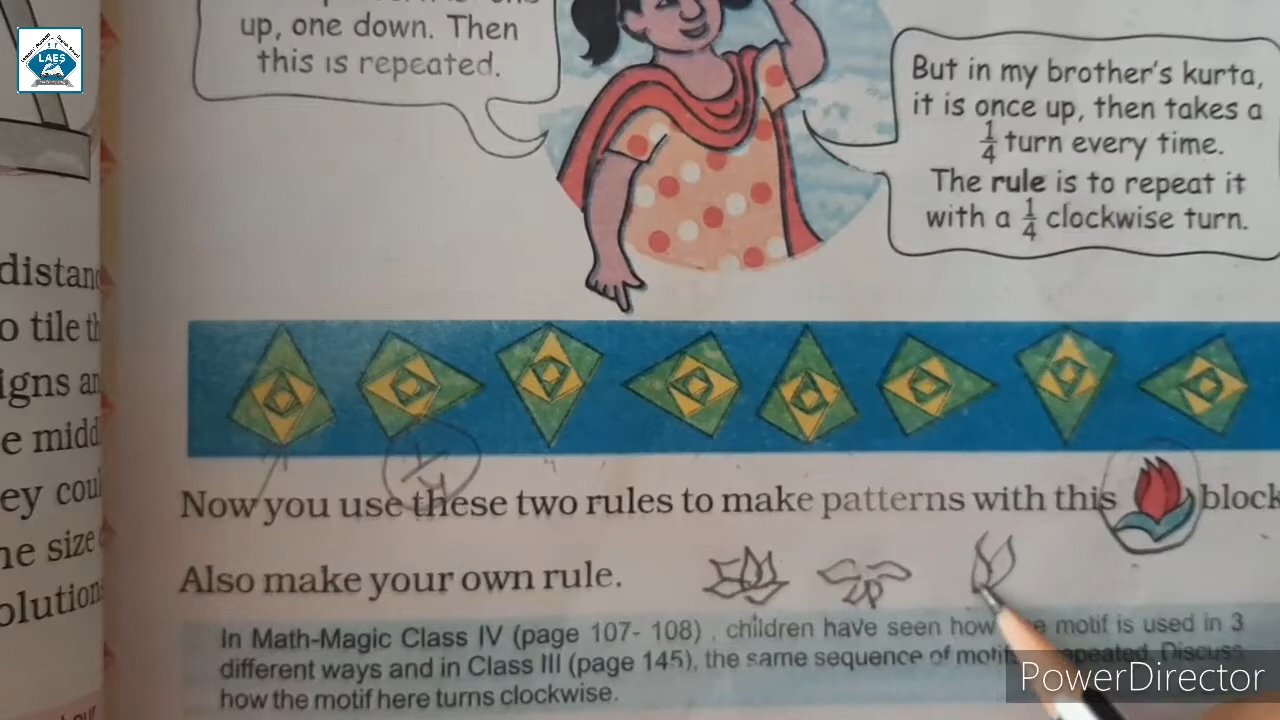 up, one down. Then
this is repeated.
But in my brother's kurta,
it is once up, then takes a
1/4 turn every time.
The rule is to repeat it
with a 1/4 clockwise turn.
LAES
distanc
o tile th
igns an
e midd
ey coul
he size
olutions
Now you use these two rules to make patterns with this block
Also make your own rule.
In Math-Magic Class IV (page 107- 108) , children have seen how motif is used in 3
different ways and in Class III (page 145), the same sequence of motifs repeated. Discuss
how the motif here turns clockwise.
PowerDirector